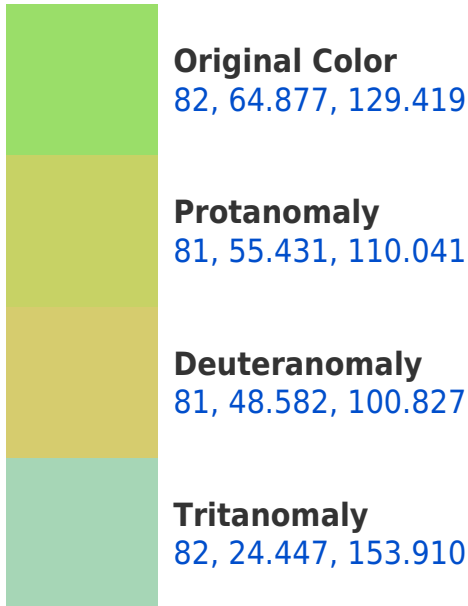 Original Color
82, 64.877, 129.419
Protanomaly
81, 55.431, 110.041
Deuteranomaly
81, 48.582, 100.827
Tritanomaly
82, 24.447, 153.910